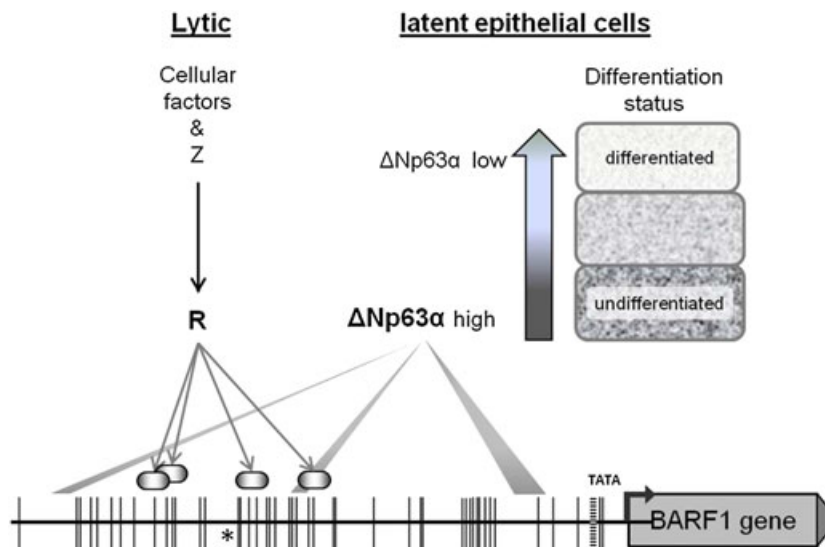 Lytic
latent epithelial cells
Cellular
factors
&
Z
Differentiation
status
ΔNp63α low
differentiated
undifferentiated
R
ΔNp63α high
TATA
BARF1 gene
*